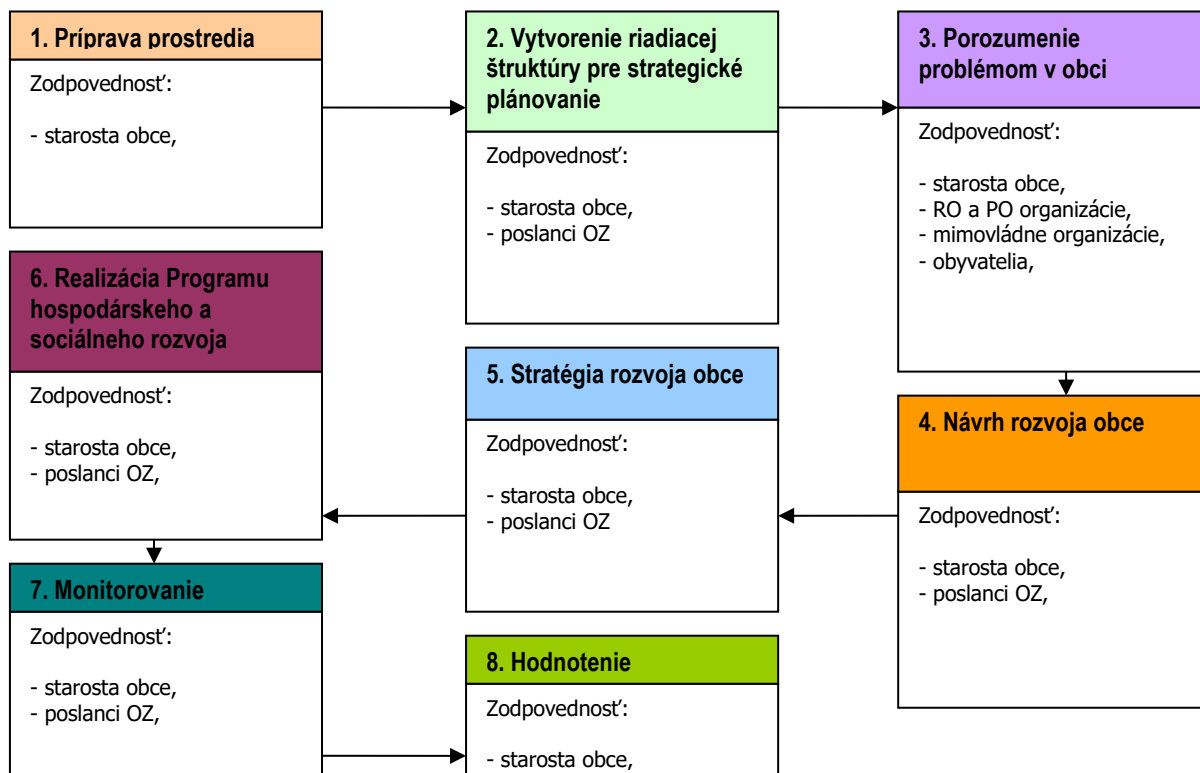 1. Príprava prostredia
Zodpovednosť:
- starosta obce,
2. Vytvorenie riadiacej
štruktúry pre strategické
plánovanie
Zodpovednosť:
- starosta obce,
- poslanci OZ
3. Porozumenie
problémom v obci
Zodpovednosť:
- starosta obce,
- RO a PO organizácie,
- mimovládne organizácie,
- obyvatelia,
4. Návrh rozvoja obce
Zodpovednosť:
- starosta obce,
- poslanci OZ,
5. Stratégia rozvoja obce
Zodpovednosť:
- starosta obce,
- poslanci OZ
6. Realizácia Programu
hospodárskeho a
sociálneho rozvoja
Zodpovednosť:
- starosta obce,
- poslanci OZ,
7. Monitorovanie
Zodpovednosť:
- starosta obce,
- poslanci OZ,
8. Hodnotenie
Zodpovednosť:
- starosta obce,